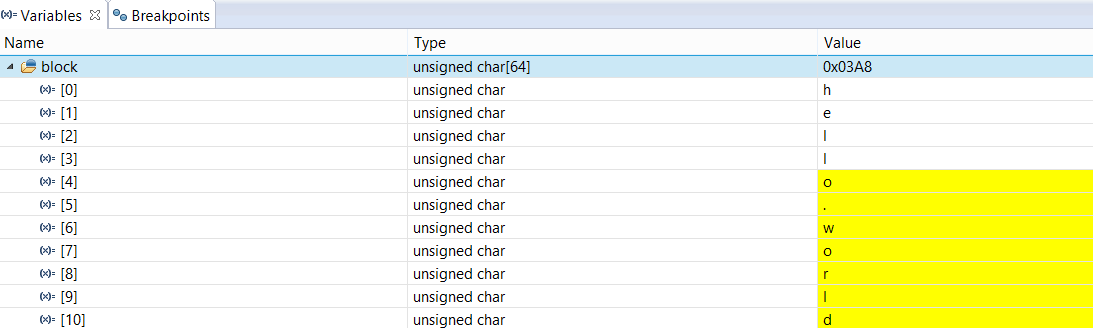 (x)= Variables Breakpoints
Name Type Value
block unsigned char[64] 0x03A8
(x)= [0] unsigned char h
(x)= [1] unsigned char e
(x)= [2] unsigned char l
(x)= [3] unsigned char l
(x)= [4] unsigned char o
(x)= [5] unsigned char .
(x)= [6] unsigned char w
(x)= [7] unsigned char o
(x)= [8] unsigned char r
(x)= [9] unsigned char l
(x)= [10] unsigned char d